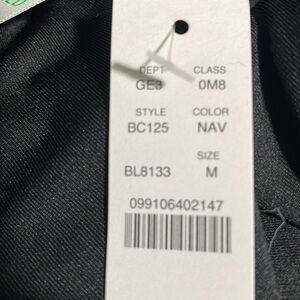 DEPT CLASS
GE3 0M8
STYLE COLOR
BC125 NAV
SIZE
BL8133 M
099106402147